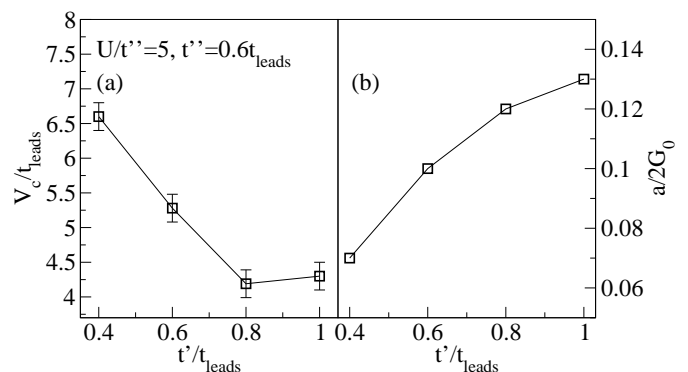 U/t''=5, t''=0.6t_leads
(a)
(b)
8
7.5
7
6.5
6
5.5
5
4.5
4
V_c/t_leads
0.4 0.6 0.8 1
t'/t_leads
0.14
0.12
0.1
0.08
0.06
a/2G_0
0.4 0.6 0.8 1
t'/t_leads